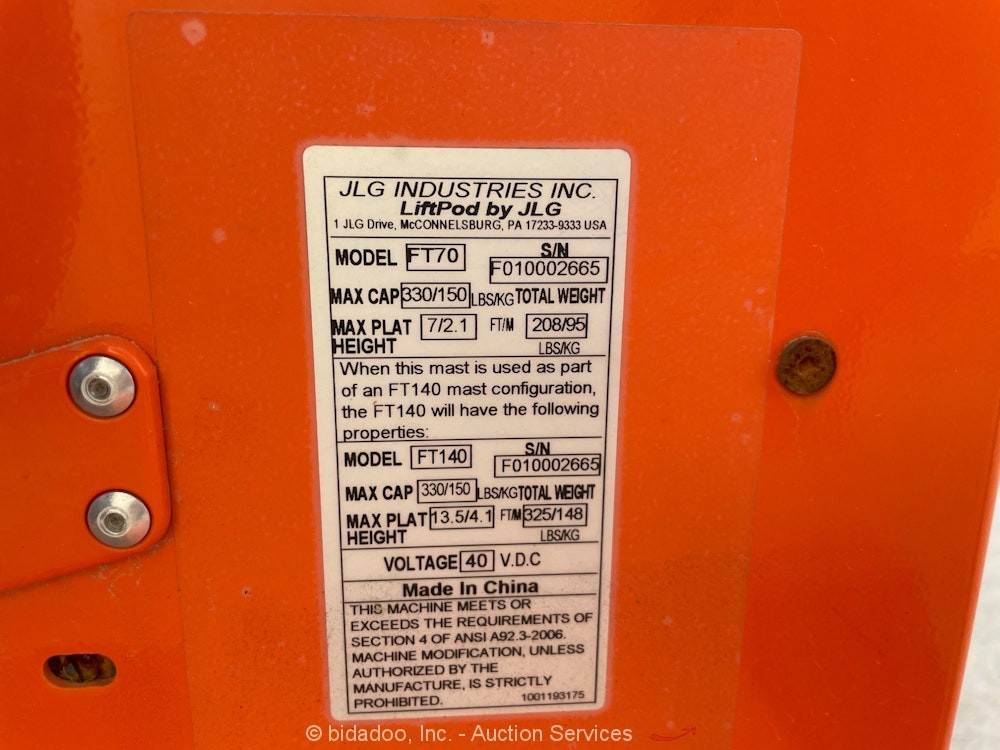 JLG INDUSTRIES INC.
LiftPod by JLG
1 JLG Drive, McCONNELSBURG, PA 17233-9333 USA
MODEL FT70 S/N F010002665
MAX CAP 330/150 LBS/KG TOTAL WEIGHT
MAX PLAT HEIGHT 7/2.1 FT/M 208/95 LBS/KG
When this mast is used as part
of an FT140 mast configuration,
the FT140 will have the following
properties:
MODEL FT140 S/N F010002665
MAX CAP 330/150 LBS/KG TOTAL WEIGHT
MAX PLAT HEIGHT 13.5/4.1 FT/M 325/148 LBS/KG
VOLTAGE 40 V.D.C
Made In China
THIS MACHINE MEETS OR
EXCEEDS THE REQUIREMENTS OF
SECTION 4 OF ANSI A92.3-2006.
MACHINE MODIFICATION, UNLESS
AUTHORIZED BY THE
MANUFACTURE, IS STRICTLY
PROHIBITED. 1001193175
© bidadoo, Inc. - Auction Services